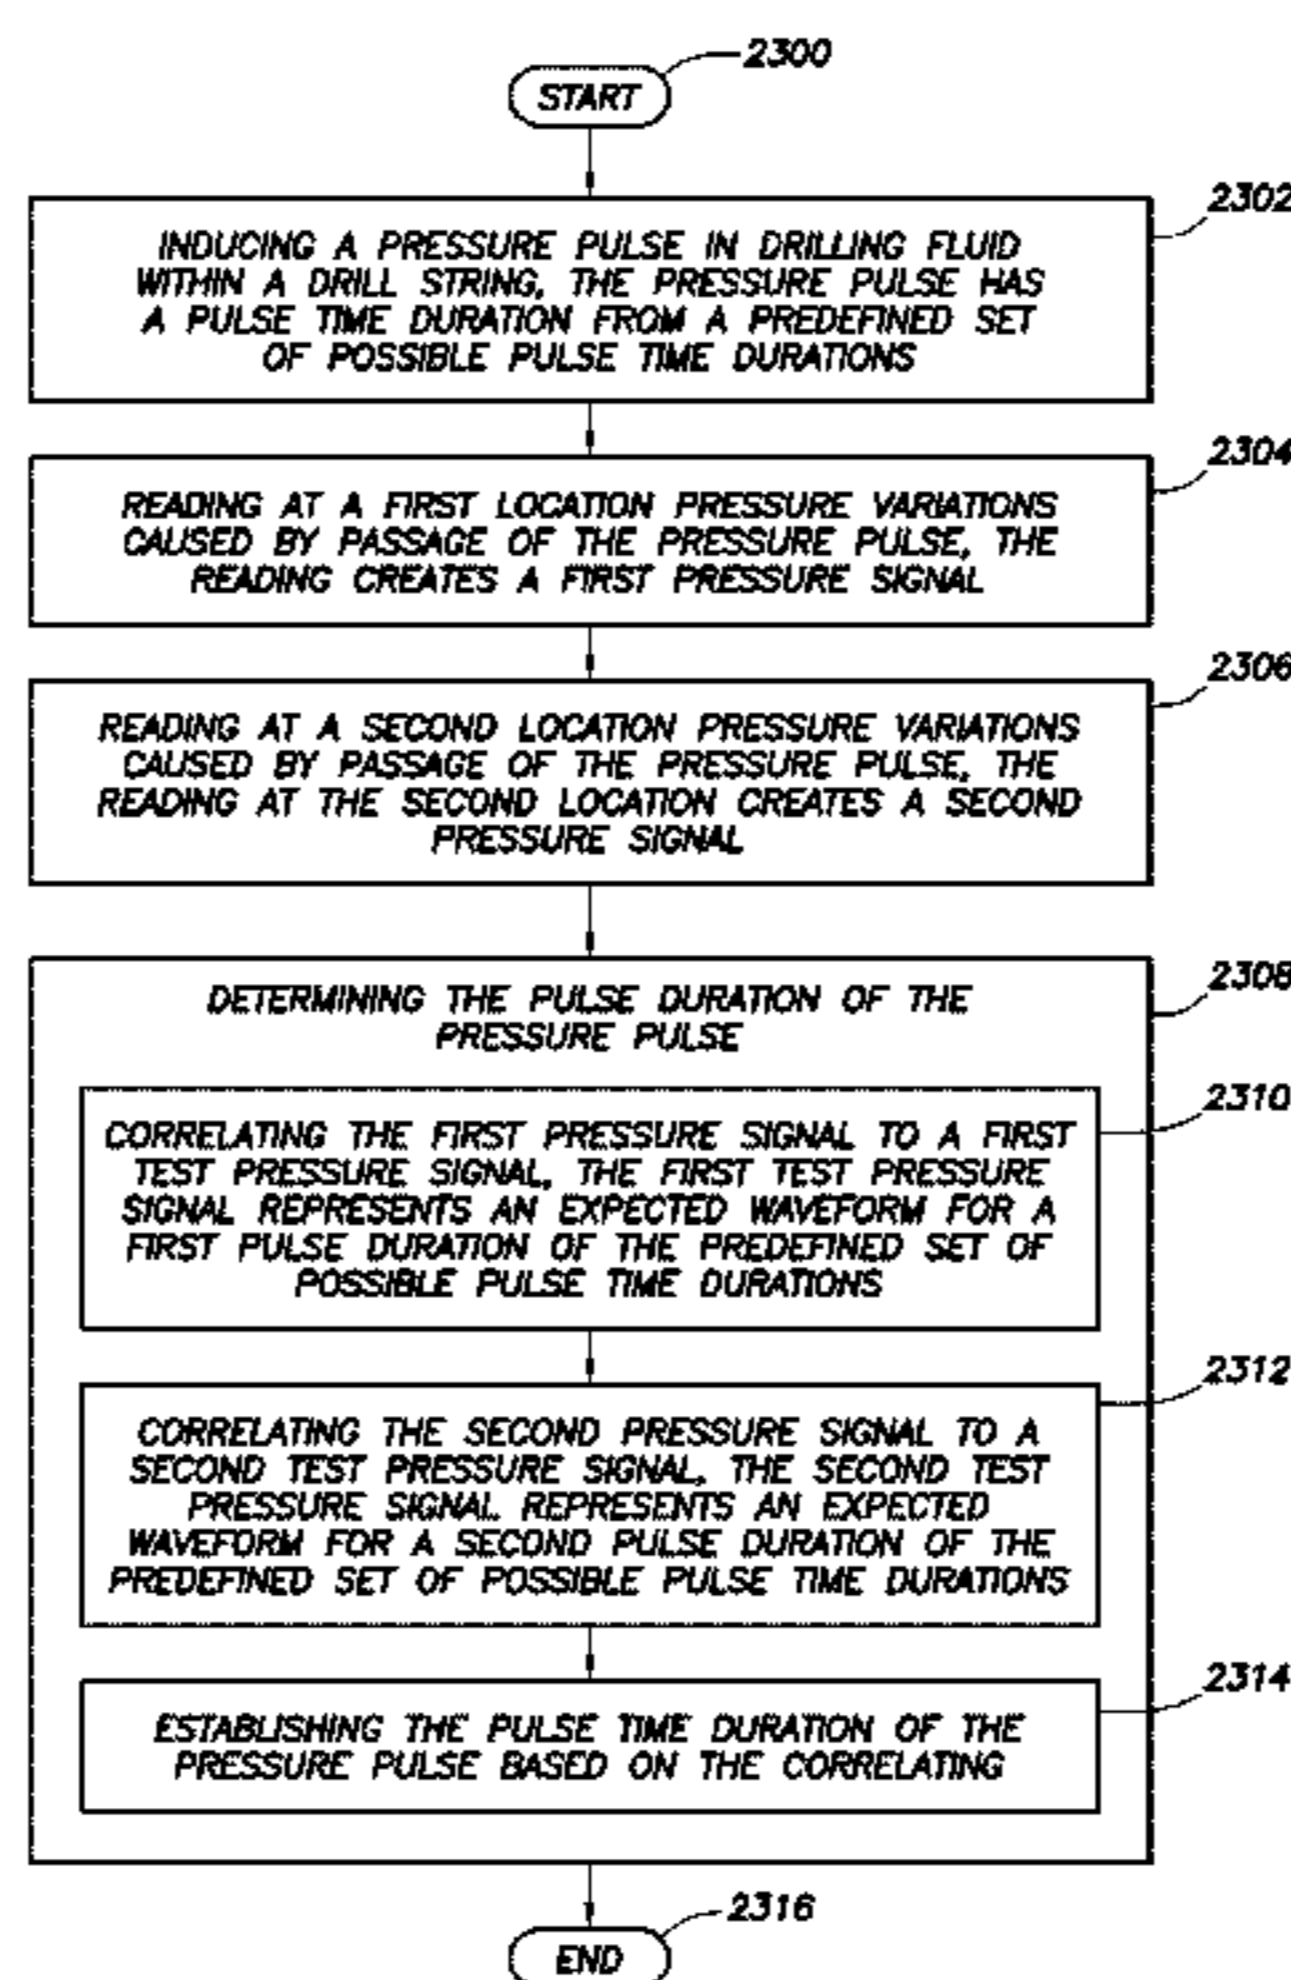 2300
START
2302
INDUCING A PRESSURE PULSE IN DRILLING FLUID
WITHIN A DRILL STRING, THE PRESSURE PULSE HAS
A PULSE TIME DURATION FROM A PREDEFINED SET
OF POSSIBLE PULSE TIME DURATIONS
2304
READING AT A FIRST LOCATION PRESSURE VARIATIONS
CAUSED BY PASSAGE OF THE PRESSURE PULSE, THE
READING CREATES A FIRST PRESSURE SIGNAL
2306
READING AT A SECOND LOCATION PRESSURE VARIATIONS
CAUSED BY PASSAGE OF THE PRESSURE PULSE, THE
READING AT THE SECOND LOCATION CREATES A SECOND
PRESSURE SIGNAL
2308
DETERMINING THE PULSE DURATION OF THE
PRESSURE PULSE
2310
CORRELATING THE FIRST PRESSURE SIGNAL TO A FIRST
TEST PRESSURE SIGNAL, THE FIRST TEST PRESSURE
SIGNAL REPRESENTS AN EXPECTED WAVEFORM FOR A
FIRST PULSE DURATION OF THE PREDEFINED SET OF
POSSIBLE PULSE TIME DURATIONS
2312
CORRELATING THE SECOND PRESSURE SIGNAL TO A
SECOND TEST PRESSURE SIGNAL, THE SECOND TEST
PRESSURE SIGNAL REPRESENTS AN EXPECTED
WAVEFORM FOR A SECOND PULSE DURATION OF THE
PREDEFINED SET OF POSSIBLE PULSE TIME DURATIONS
2314
ESTABLISHING THE PULSE TIME DURATION OF THE
PRESSURE PULSE BASED ON THE CORRELATING
2316
END